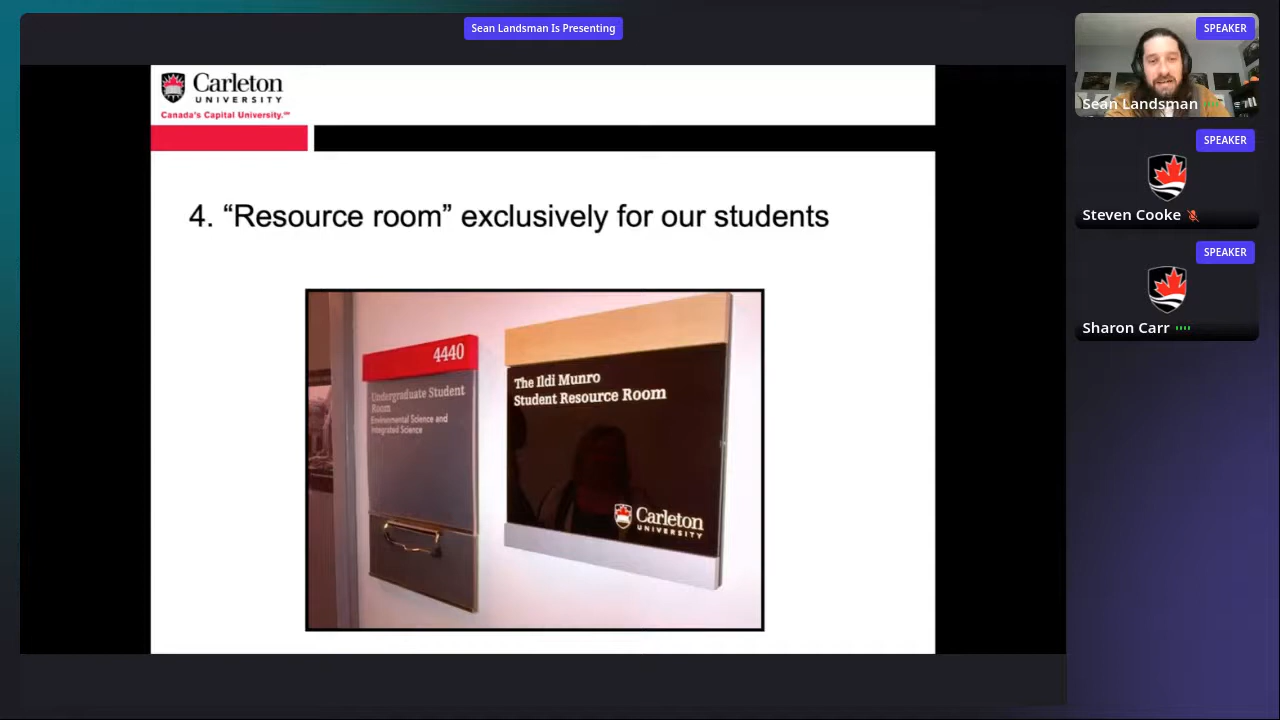 Sean Landsman Is Presenting
Carleton
UNIVERSITY
Canada's Capital University.℠
4. “Resource room” exclusively for our students
4440
Undergraduate Student
Room
Environmental Science and
Integrated Science
The Ildi Munro
Student Resource Room
Carleton
UNIVERSITY
SPEAKER
Sean Landsman
SPEAKER
Steven Cooke
SPEAKER
Sharon Carr